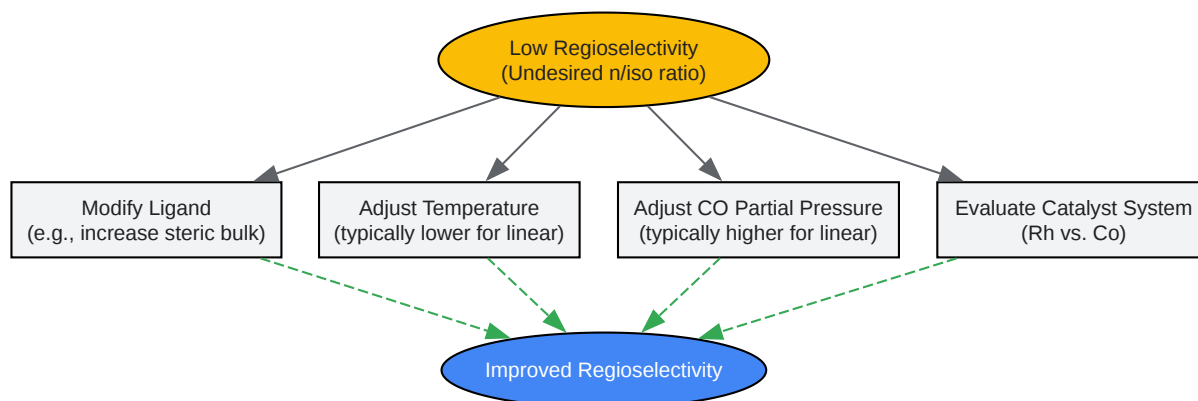 Low Regioselectivity
(Undesired n/iso ratio)
Modify Ligand
(e.g., increase steric bulk)
Adjust Temperature
(typically lower for linear)
Adjust CO Partial Pressure
(typically higher for linear)
Evaluate Catalyst System
(Rh vs. Co)
Improved Regioselectivity